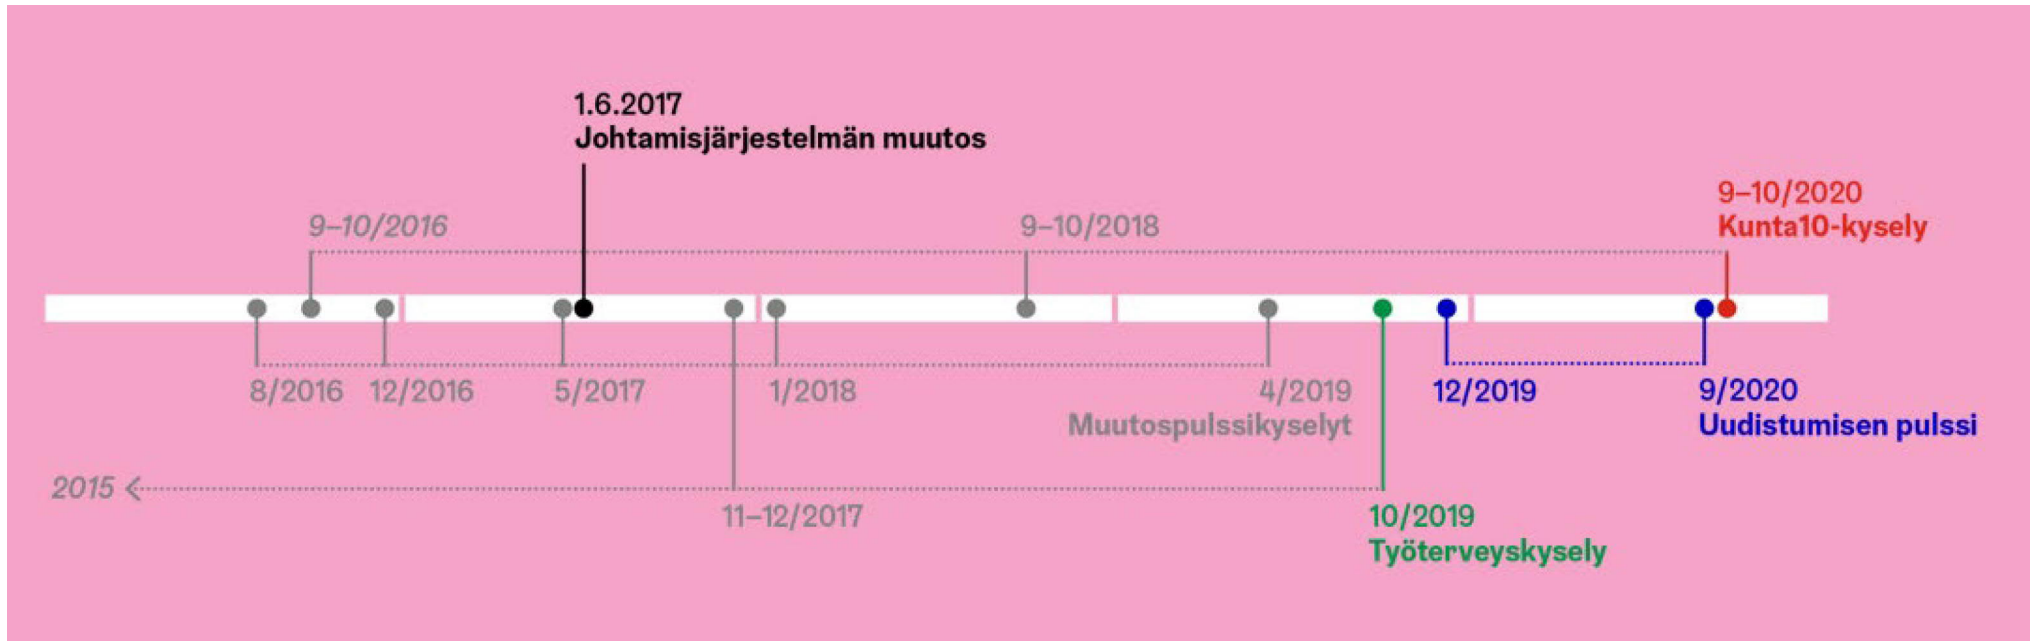 1.6.2017
Johtamisjärjestelmän muutos
9–10/2020
Kunta10-kysely
9–10/2016
9–10/2018
8/2016
12/2016
5/2017
1/2018
4/2019
Muutospulssikyselyt
12/2019
9/2020
Uudistumisen pulssi
2015
11–12/2017
10/2019
Työterveyskysely